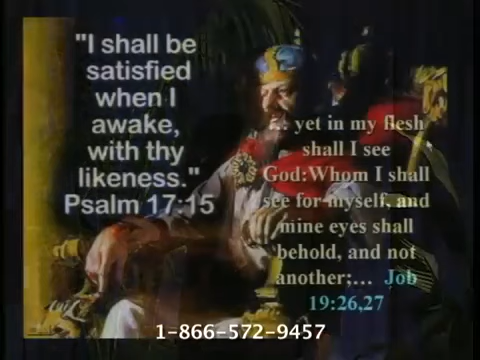 "I shall be
satisfied
when I
awake,
with thy
likeness."
Psalm 17:15
... yet in my flesh
shall I see
God:Whom I shall
see for myself, and
mine eyes shall
behold, and not
another;... Job
19:26,27
1-866-572-9457